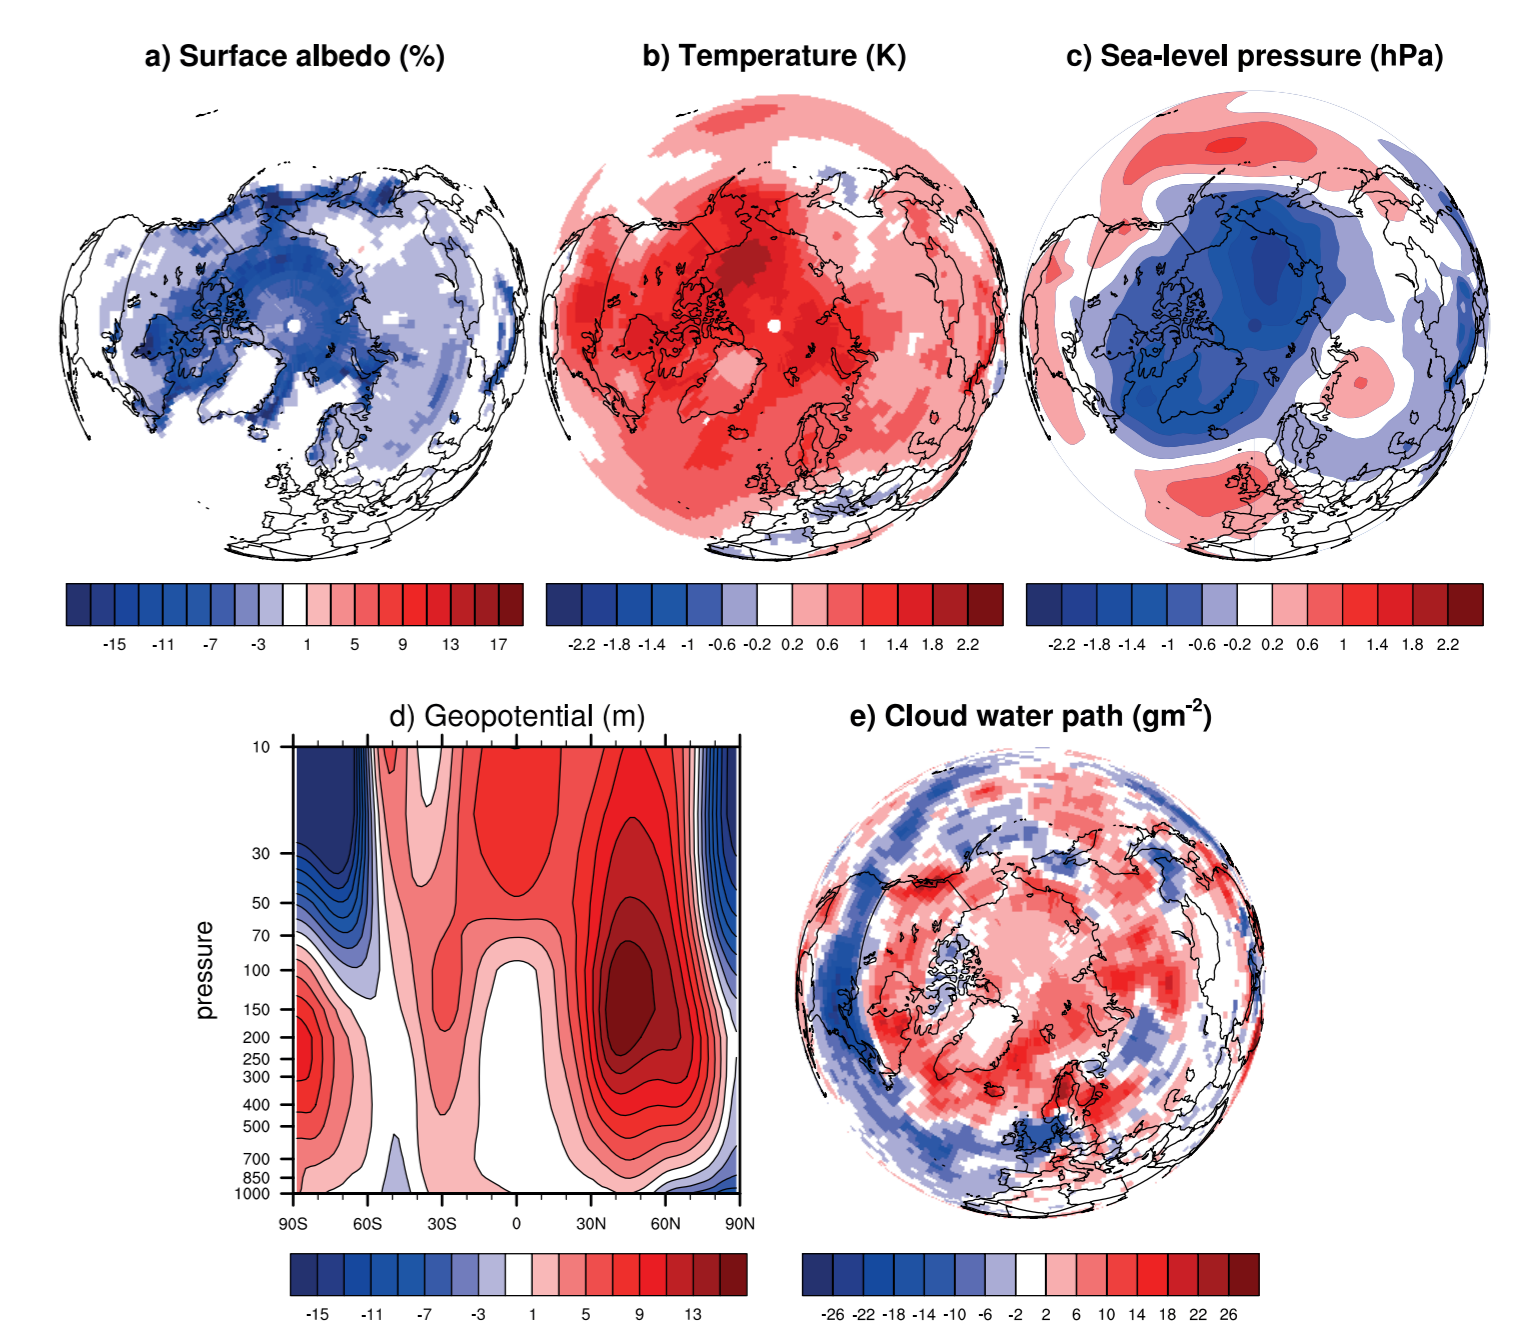 a) Surface albedo (%)
b) Temperature (K)
c) Sea-level pressure (hPa)
-15 -11 -7 -3 1 5 9 13 17
-2.2 -1.8 -1.4 -1 -0.6 -0.2 0.2 0.6 1 1.4 1.8 2.2
-2.2 -1.8 -1.4 -1 -0.6 -0.2 0.2 0.6 1 1.4 1.8 2.2
d) Geopotential (m)
e) Cloud water path (gm-2)
pressure
10
30
50
70
100
150
200
250
300
400
500
700
850
1000
90S 60S 30S 0 30N 60N 90N
-15 -11 -7 -3 1 5 9 13
-26 -22 -18 -14 -10 -6 -2 2 6 10 14 18 22 26